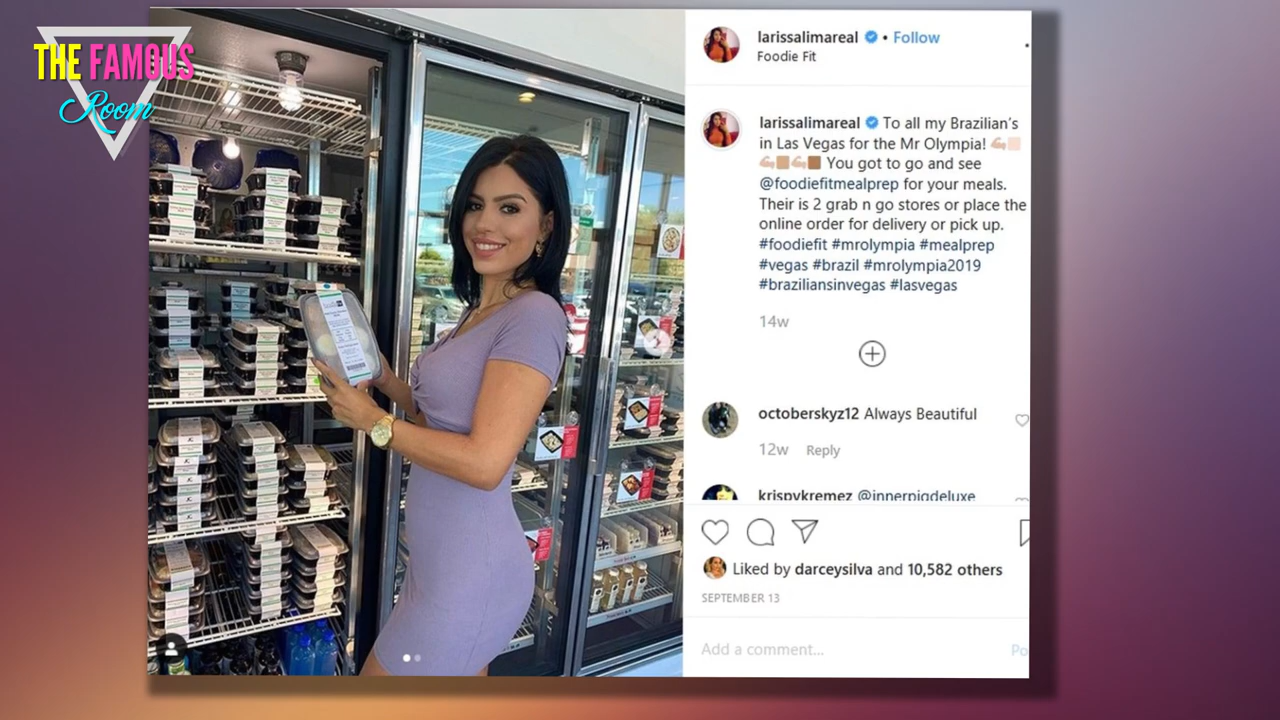 THE FAMOUS
Room
larissalimareal • Follow
Foodie Fit
larissalimareal To all my Brazilian's
in Las Vegas for the Mr Olympia!
You got to go and see
@foodiefitmealprep for your meals.
Their is 2 grab n go stores or place the
online order for delivery or pick up.
#foodiefit #mrolympia #mealprep
#vegas #brazil #mrolympia2019
#braziliansinvegas #lasvegas
14w
octoberskyz12 Always Beautiful
12w Reply
krispykremez @innerpigdeluxe
Liked by darceysilva and 10,582 others
SEPTEMBER 13
Add a comment... Po